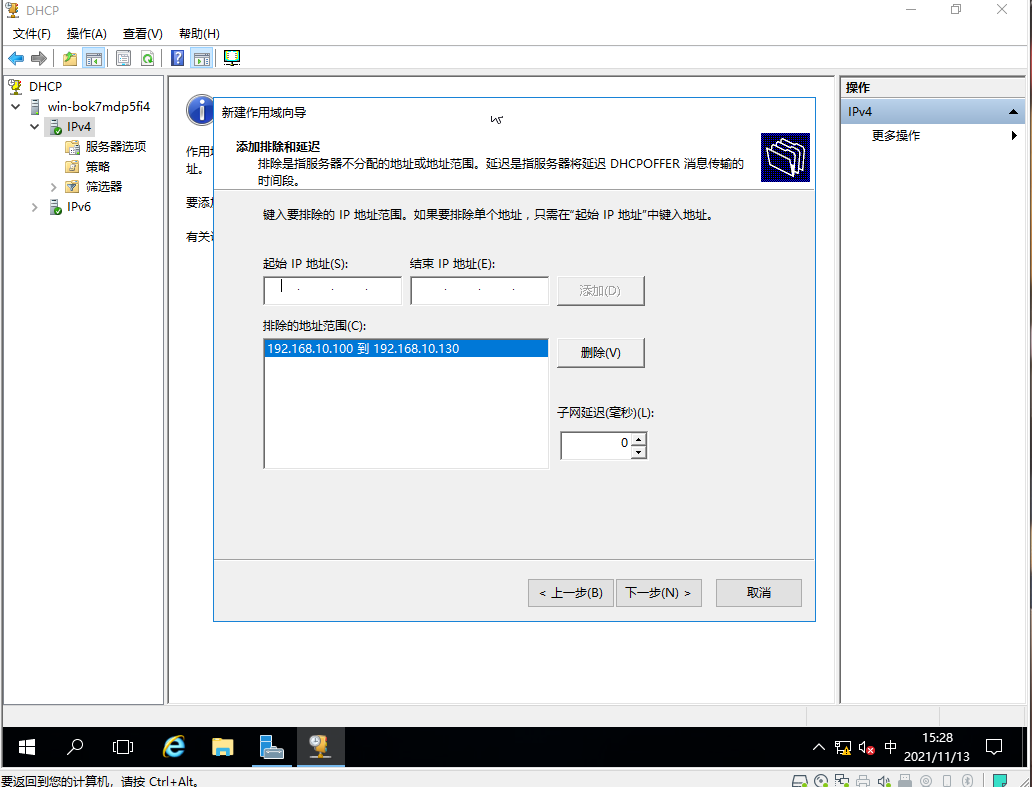 DHCP
文件(F) 操作(A) 查看(V) 帮助(H)
DHCP
win-bok7mdp5fi4
IPv4
服务器选项
策略
筛选器
IPv6
作用
址。
要添
有关
新建作用域向导
添加排除和延迟
排除是指服务器不分配的地址或地址范围。延迟是指服务器将延迟 DHCPOFFER 消息传输的
时间段。
键入要排除的 IP 地址范围。如果要排除单个地址，只需在“起始 IP 地址”中键入地址。
起始 IP 地址(S): 结束 IP 地址(E):
添加(D)
排除的地址范围(C):
192.168.10.100 到 192.168.10.130
删除(V)
子网延迟(毫秒)(L):
0
< 上一步(B) 下一步(N) > 取消
操作
IPv4
更多操作
中
15:28
2021/11/13
要返回到您的计算机，请按 Ctrl+Alt。